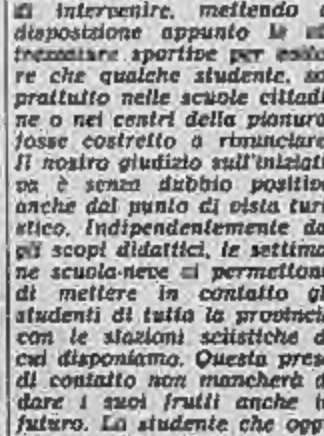 di intervenire, mettendo a
disposizione appunto le at
trezzature sportive per evita
re che qualche studente, so
prattutto nelle scuole cittadi
ne o nei centri della pianura
fosse costretto a rinunciare
Il nostro giudizio sull'iniziati
va è senza dubbio positivo
anche dal punto di vista turi
stico. Indipendentemente da
gli scopi didattici, le settima
ne scuola-neve ci permettono
di mettere in contatto gl
studenti di tutta la provincia
con le stazioni sciistiche d
cui disponiamo. Questa presa
di contatto non mancherà d
dare i suoi frutti anche in
futuro. Lo studente che ogg